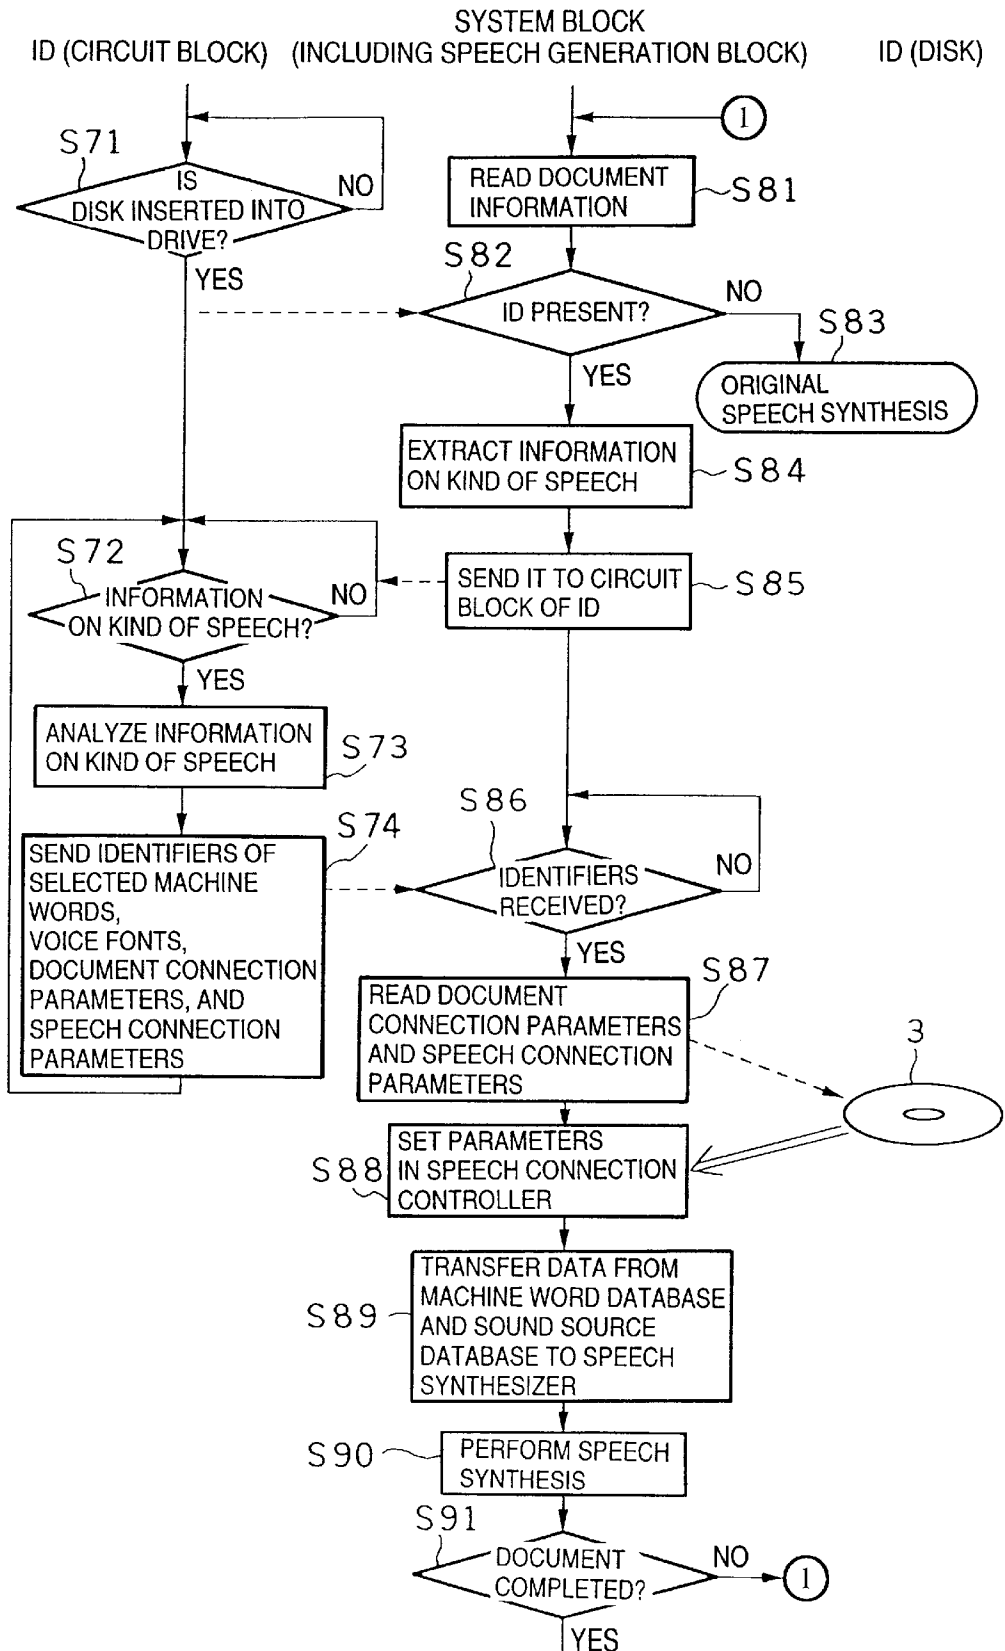 SYSTEM BLOCK
ID (CIRCUIT BLOCK)
(INCLUDING SPEECH GENERATION BLOCK)
ID (DISK)
1
S71
IS
DISK INSERTED INTO
DRIVE?
NO
YES
READ DOCUMENT
INFORMATION
S81
S82
ID PRESENT?
NO
YES
S83
ORIGINAL
SPEECH SYNTHESIS
EXTRACT INFORMATION
ON KIND OF SPEECH
S84
S72
INFORMATION
ON KIND OF SPEECH?
NO
YES
SEND IT TO CIRCUIT
BLOCK OF ID
S85
ANALYZE INFORMATION
ON KIND OF SPEECH
S73
S74
SEND IDENTIFIERS OF
SELECTED MACHINE
WORDS,
VOICE FONTS,
DOCUMENT CONNECTION
PARAMETERS, AND
SPEECH CONNECTION
PARAMETERS
S86
IDENTIFIERS
RECEIVED?
NO
YES
S87
READ DOCUMENT
CONNECTION PARAMETERS
AND SPEECH CONNECTION
PARAMETERS
3
S88
SET PARAMETERS
IN SPEECH CONNECTION
CONTROLLER
S89
TRANSFER DATA FROM
MACHINE WORD DATABASE
AND SOUND SOURCE
DATABASE TO SPEECH
SYNTHESIZER
S90
PERFORM SPEECH
SYNTHESIS
S91
DOCUMENT
COMPLETED?
NO
1
YES